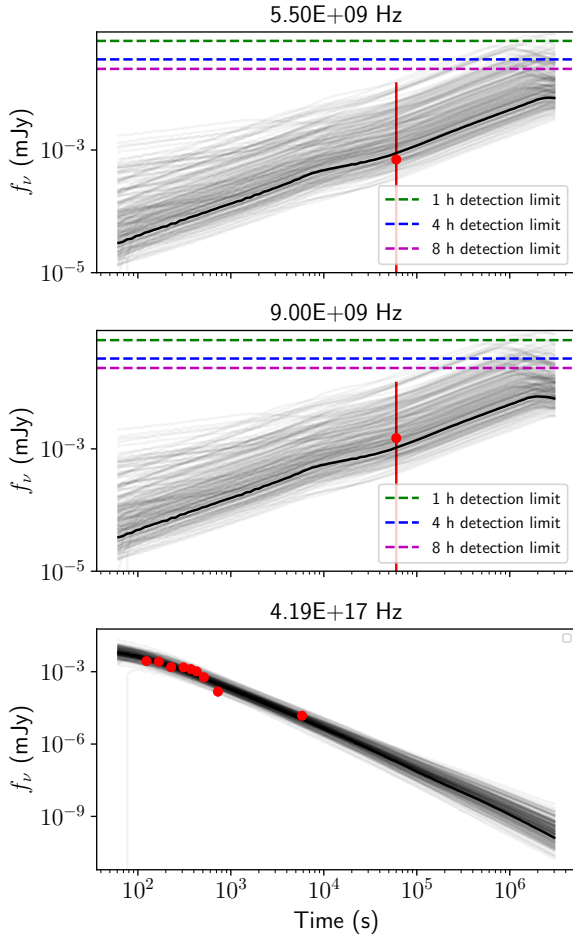 5.50E+09 Hz
f_ν (mJy)
10^−3
10^−5
1 h detection limit
4 h detection limit
8 h detection limit
9.00E+09 Hz
f_ν (mJy)
10^−3
10^−5
1 h detection limit
4 h detection limit
8 h detection limit
4.19E+17 Hz
f_ν (mJy)
10^−3
10^−6
10^−9
10^2 10^3 10^4 10^5 10^6
Time (s)